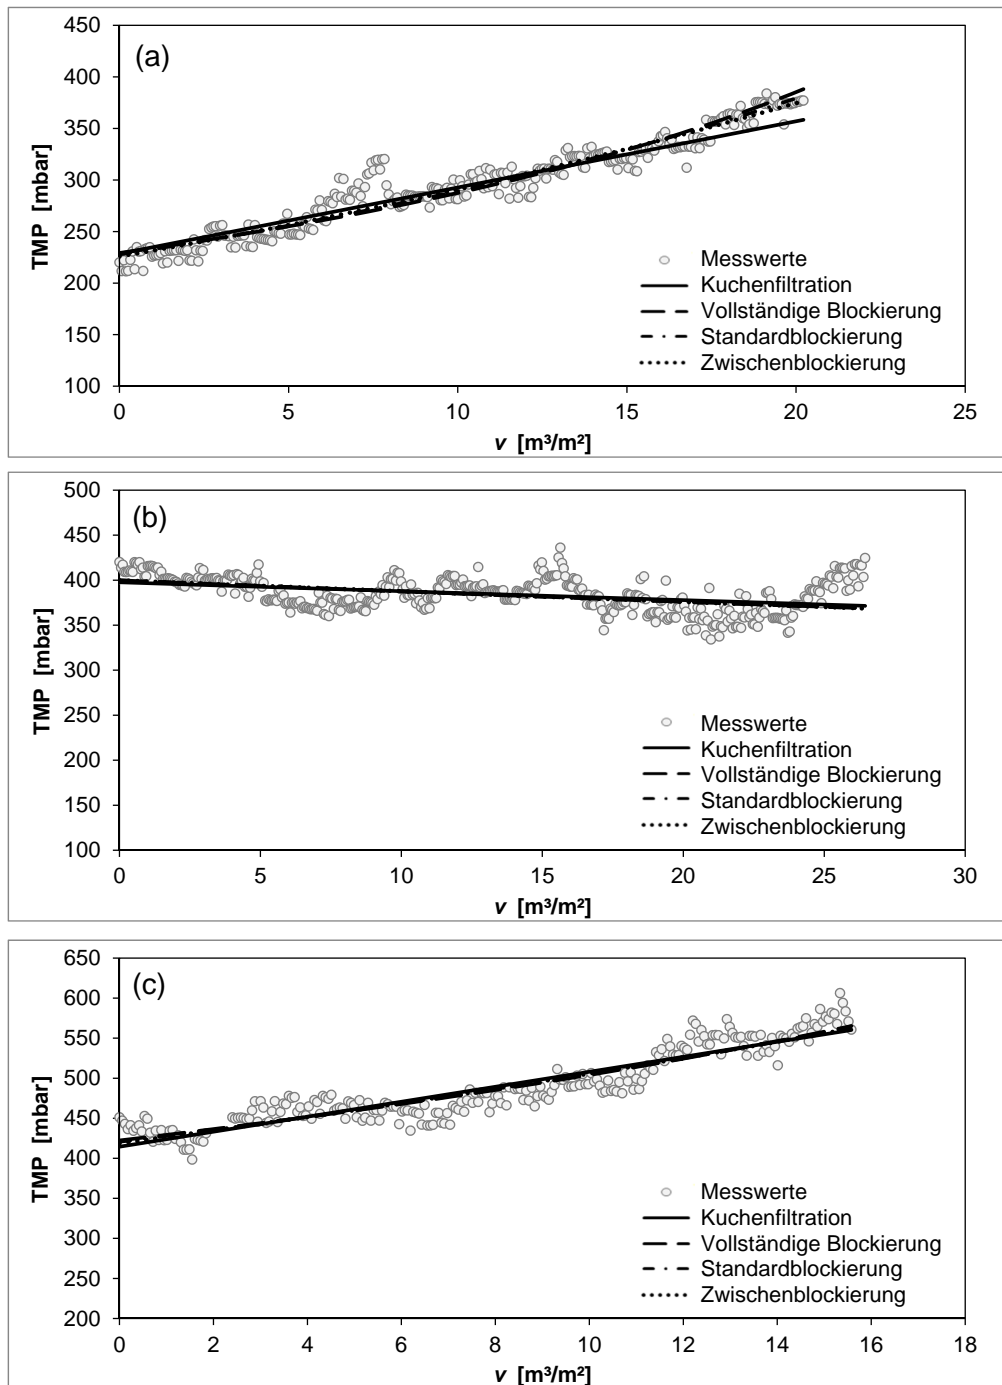 (a)
450
400
350
300
250
200
150
100
TMP [mbar]
Messwerte
Kuchenfiltration
Vollständige Blockierung
Standardblockierung
Zwischenblockierung
0 5 10 15 20 25
v [m³/m²]
(b)
500
450
400
350
300
250
200
150
100
TMP [mbar]
Messwerte
Kuchenfiltration
Vollständige Blockierung
Standardblockierung
Zwischenblockierung
0 5 10 15 20 25 30
v [m³/m²]
(c)
650
600
550
500
450
400
350
300
250
200
TMP [mbar]
Messwerte
Kuchenfiltration
Vollständige Blockierung
Standardblockierung
Zwischenblockierung
0 2 4 6 8 10 12 14 16 18
v [m³/m²]